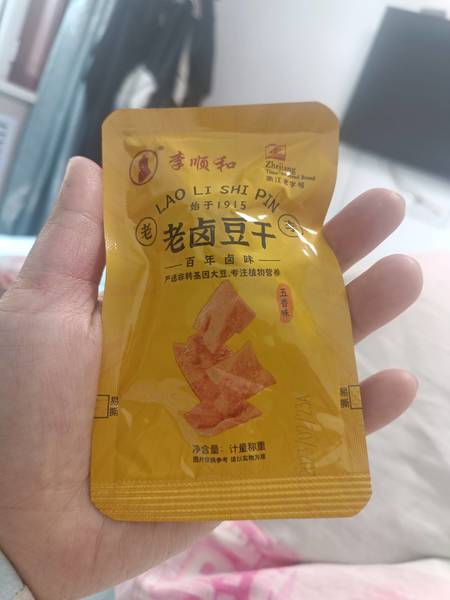 李顺和
Zhejiang
Time-honored Brand
浙江老字号
LAO LI SHI PIN
始于1915
老
老卤豆干
百年卤味
严选非转基因大豆,专注植物营养
五香味
易撕
易撕
净含量：计量称重
图片仅供参考 请以实物为准